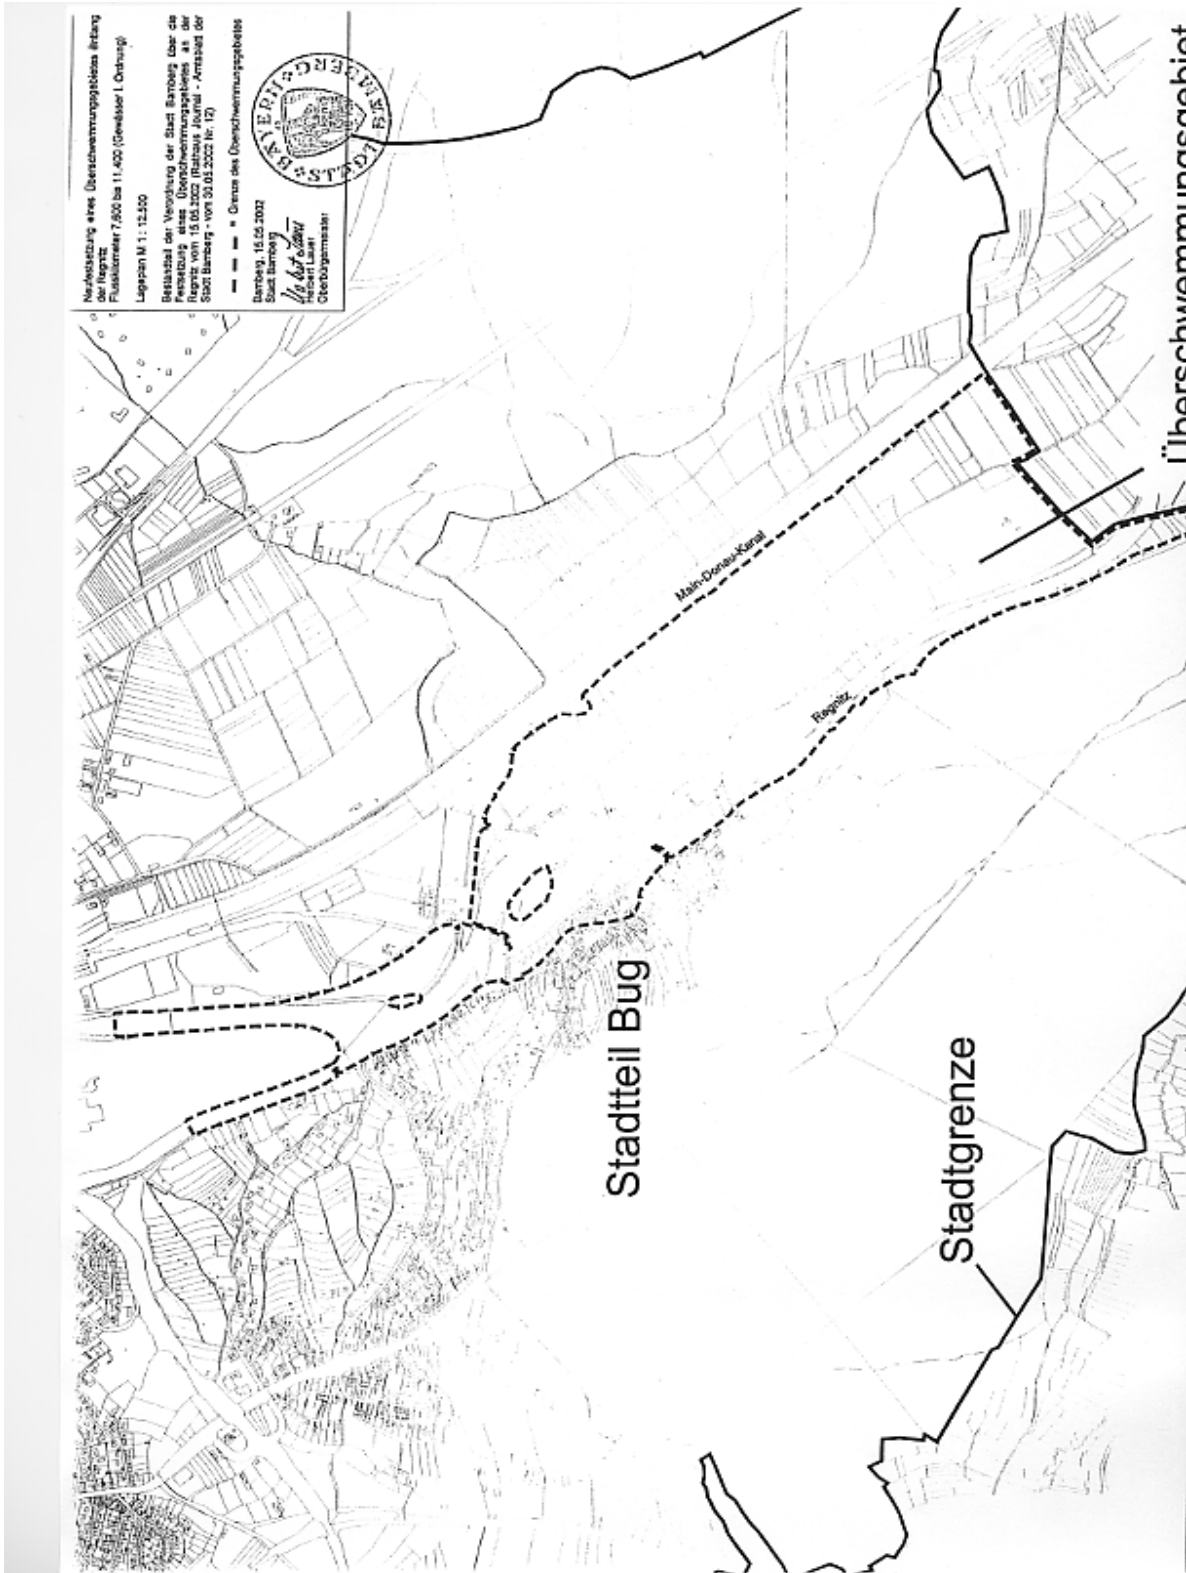 Neufestsetzung eines Überschwemmungsgebietes entlang
der Regnitz
Flusskilometer 7,600 bis 11,400 (Gewässer I. Ordnung)
Lageplan M 1 : 12.500
Bestandteil der Verordnung der Stadt Bamberg über die
Festsetzung eines Überschwemmungsgebietes an der
Regnitz vom 15.05.2002 (Rathaus Journal - Amtsblatt der
Stadt Bamberg - vom 30.05.2002 Nr. 12)
= Grenze des Überschwemmungsgebietes
Bamberg, 15.05.2002
Stadt Bamberg
Herbert Lauer
Oberbürgermeister
BAYERN
STADT BAMBERG
Main-Donau-Kanal
Regnitz
Stadtteil Bug
Stadtgrenze
Überschwemmungsgebiet